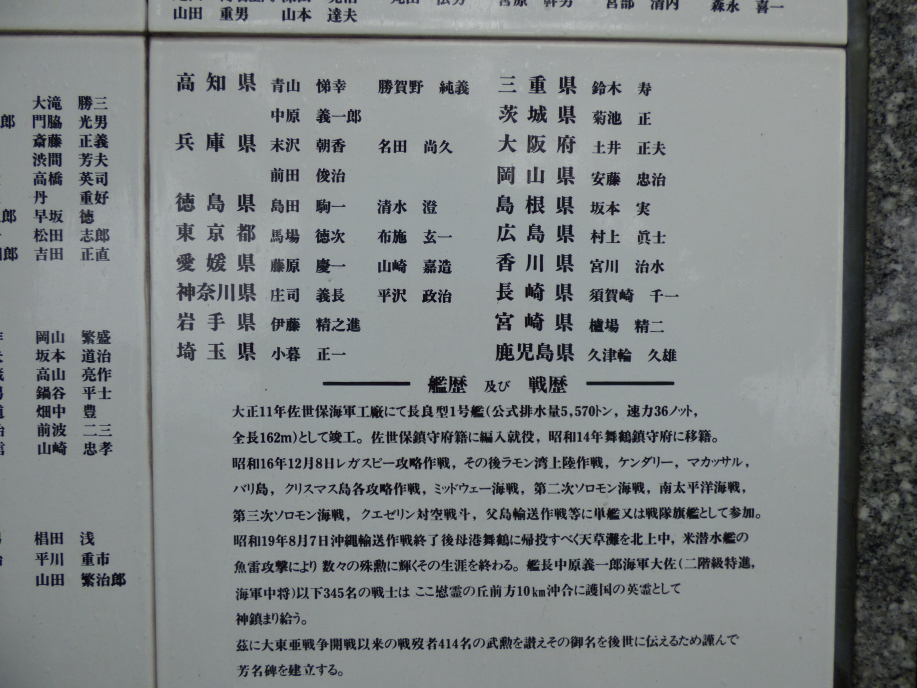 山田 重男 山本 達夫
森永 喜一
大滝 勝三
郎 門脇 光男
斎藤 正義
渋間 芳夫
高橋 英司
丹 重好
郎 早坂 徳
松田 志郎
郎 吉田 正直
岡山 繁盛
坂本 道治
高山 亮作
鍋谷 平士
畑中 豊
前波 二三
山崎 忠孝
椙田 浅
平川 重市
山田 繁治郎
高知県 青山 悌幸 勝賀野 純義
中原 義一郎
兵庫県 末沢 朝香 名田 尚久
前田 俊治
徳島県 島田 駒一 清水 澄
東京都 馬場 徳次 布施 玄一
愛媛県 藤原 慶一 山崎 嘉造
神奈川県 庄司 義長 平沢 政治
岩手県 伊藤 精之進
埼玉県 小暮 正一
三重県 鈴木 寿
茨城県 菊池 正
大阪府 土井 正夫
岡山県 安藤 忠治
島根県 坂本 実
広島県 村上 眞士
香川県 宮川 治水
長崎県 須賀崎 千一
宮崎県 櫨場 精二
鹿児島県 久津輪 久雄
艦歴 及び 戦歴
大正11年佐世保海軍工廠にて長良型1号艦(公式排水量5,570トン, 速力36ノット,
全長162m)として竣工。佐世保鎮守府籍に編入就役, 昭和14年舞鶴鎮守府に移籍。
昭和16年12月8日レガスピー攻略作戦, その後ラモン湾上陸作戦, ケンダリー, マカッサル,
バリ島, クリスマス島各攻略作戦, ミッドウェー海戦, 第二次ソロモン海戦, 南太平洋海戦,
第三次ソロモン海戦, クエゼリン対空戦斗, 父島輸送作戦等に単艦又は戦隊旗艦として参加。
昭和19年8月7日沖縄輸送作戦終了後母港舞鶴に帰投すべく天草灘を北上中, 米潜水艦の
魚雷攻撃により 数々の殊勲に輝くその生涯を終わる。艦長中原義一郎海軍大佐(二階級特進,
海軍中将)以下345名の戦士は ここ慰霊の丘前方10km沖合に護国の英霊として
神鎮まり給う。
玆に大東亜戦争開戦以来の戦歿者414名の武勲を讃えその御名を後世に伝えるため謹んで
芳名碑を建立する。